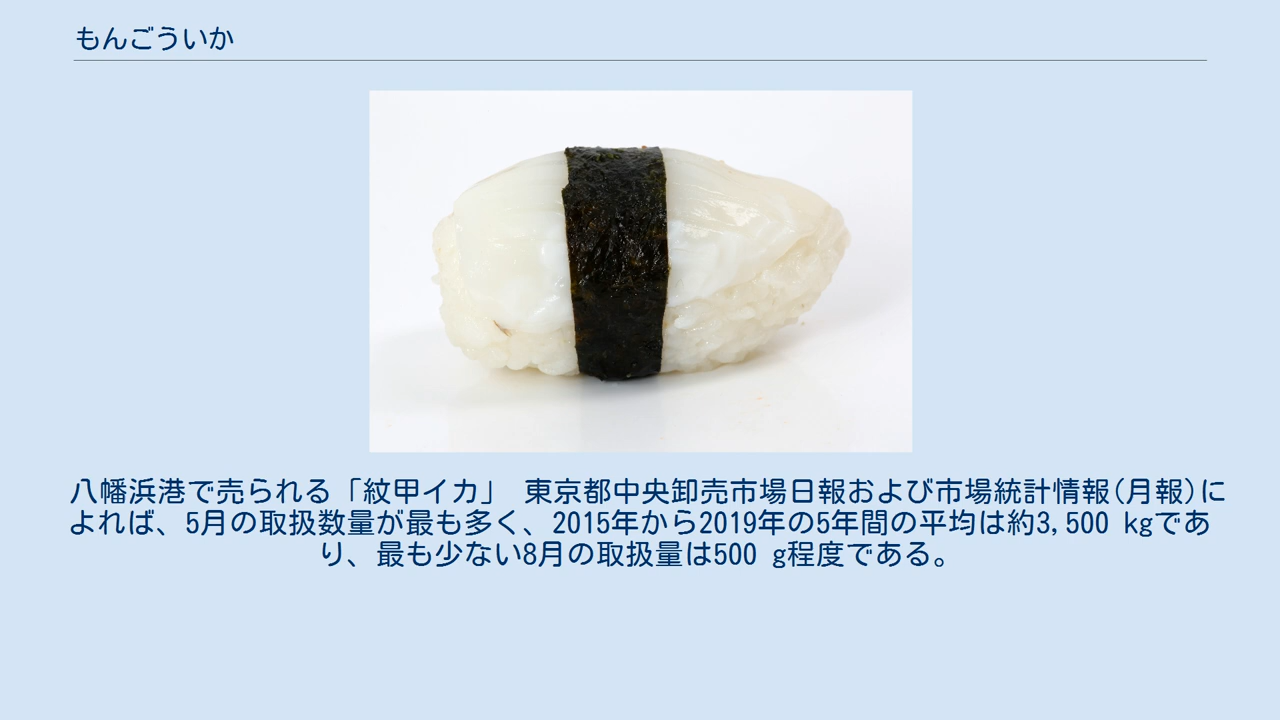 もんごういか
八幡浜港で売られる「紋甲イカ」 東京都中央卸売市場日報および市場統計情報(月報)に
よれば、5月の取扱数量が最も多く、2015年から2019年の5年間の平均は約3,500 kgであ
り、最も少ない8月の取扱量は500 g程度である。